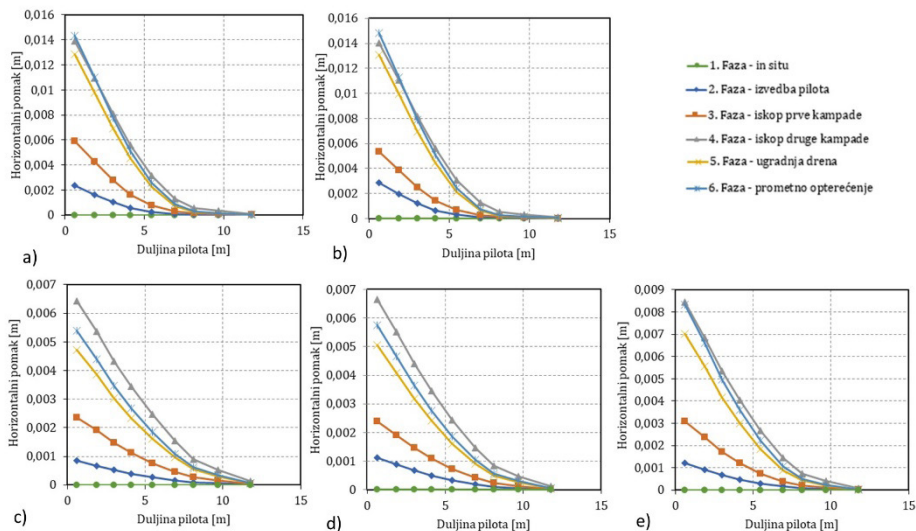 0,016
0,014
0,012
0,01
0,008
0,006
0,004
0,002
0
Horizontalni pomak [m]
0 5 10 15
Duljina pilota [m]
a)
0,016
0,014
0,012
0,01
0,008
0,006
0,004
0,002
0
Horizontalni pomak [m]
0 5 10 15
Duljina pilota [m]
b)
1. Faza - in situ
2. Faza - izvedba pilota
3. Faza - iskop prve kampade
4. Faza - iskop druge kampade
5. Faza - ugradnja drena
6. Faza - prometno opterećenje
0,007
0,006
0,005
0,004
0,003
0,002
0,001
0
Horizontalni pomak [m]
0 5 10 15
Duljina pilota [m]
c)
0,007
0,006
0,005
0,004
0,003
0,002
0,001
0
Horizontalni pomak [m]
0 5 10 15
Duljina pilota [m]
d)
0,009
0,008
0,007
0,006
0,005
0,004
0,003
0,002
0,001
0
Horizontalni pomak [m]
0 5 10 15
Duljina pilota [m]
e)